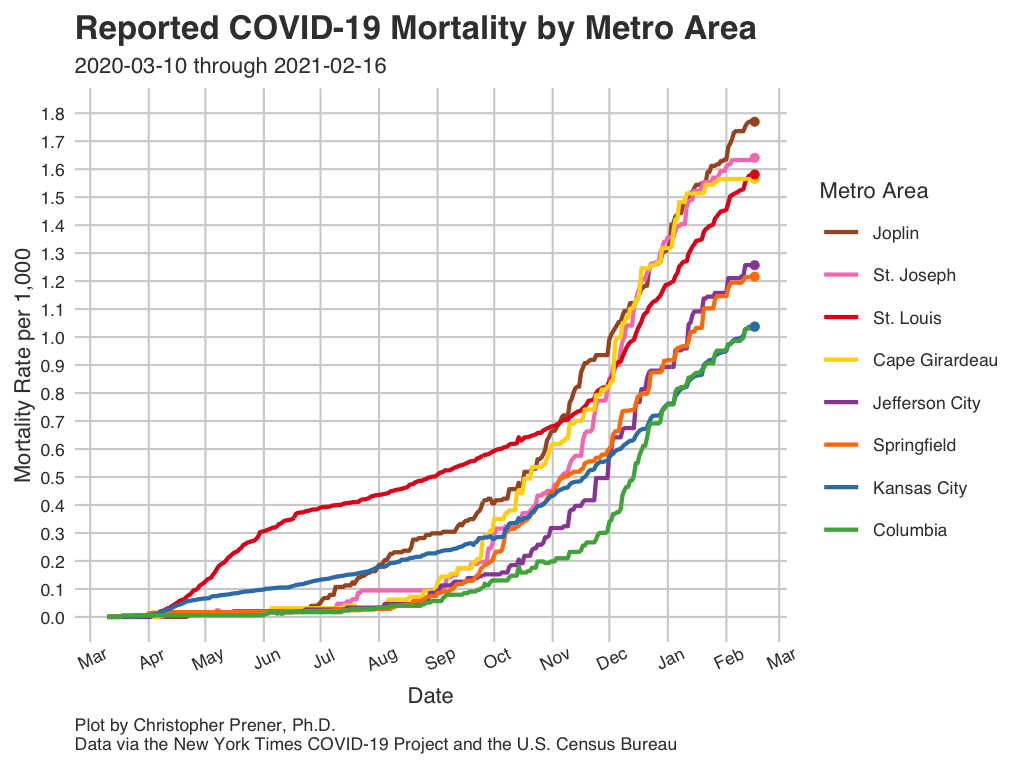 Reported COVID-19 Mortality by Metro Area
2020-03-10 through 2021-02-16
Mortality Rate per 1,000
1.8
1.7
1.6
1.5
1.4
1.3
1.2
1.1
1.0
0.9
0.8
0.7
0.6
0.5
0.4
0.3
0.2
0.1
0.0
Mar Apr May Jun Jul Aug Sep Oct Nov Dec Jan Feb Mar
Date
Metro Area
Joplin
St. Joseph
St. Louis
Cape Girardeau
Jefferson City
Springfield
Kansas City
Columbia
Plot by Christopher Prener, Ph.D.
Data via the New York Times COVID-19 Project and the U.S. Census Bureau